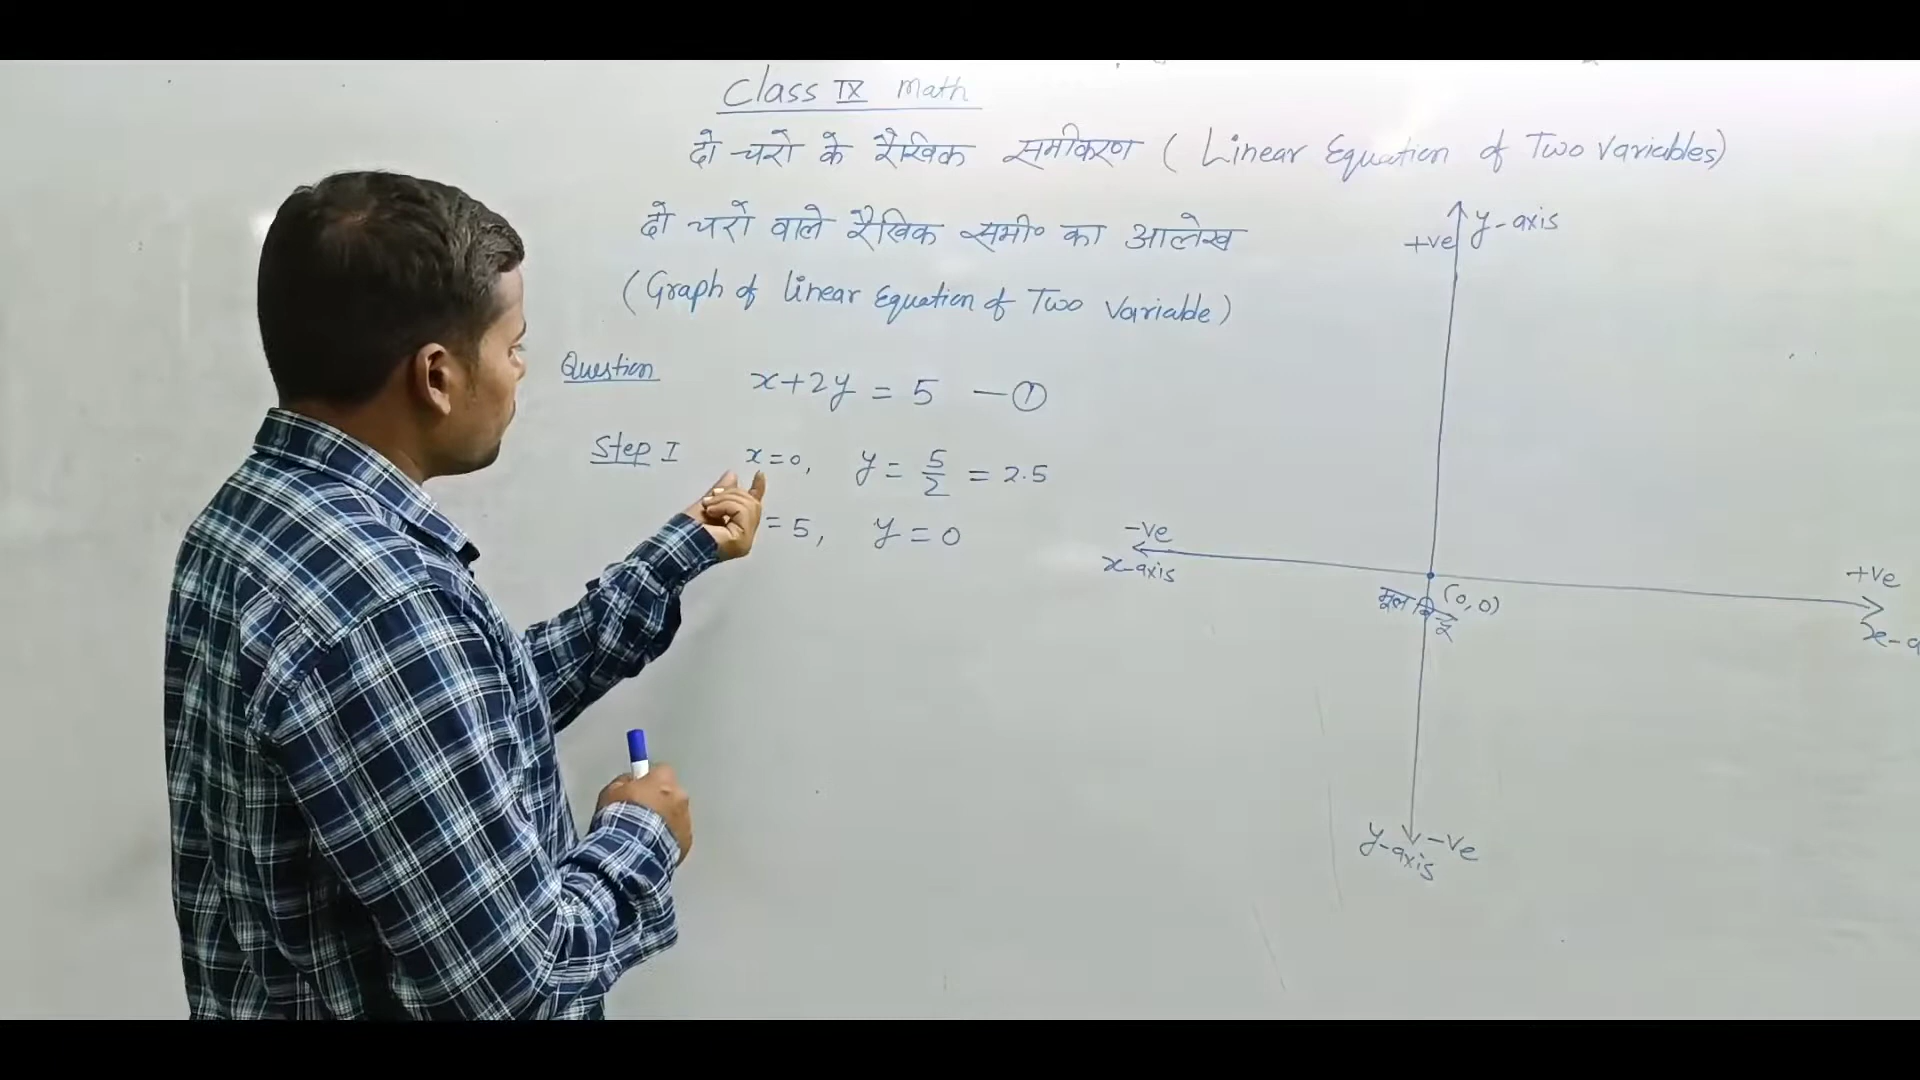 Class IX Math
दो चरो के रैखिक समीकरण ( Linear Equation of Two Variables)
दो चरों वाले रैखिक समी० का आलेख
(Graph of linear Equation of Two Variable)
Question x+2y = 5 —①
Step I x=0, y = 5/2 = 2.5
= 5, y = 0
+ve y-axis
-ve
x-axis
+ve
(0,0)
मूल बिंदू
y-axis -ve